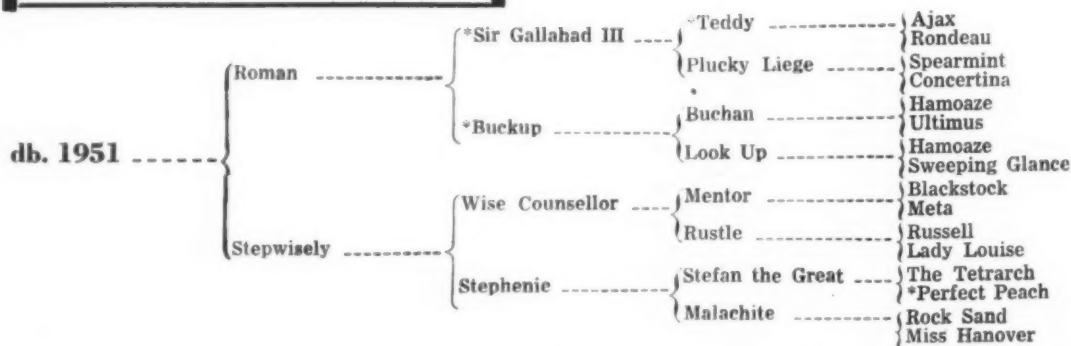 *Teddy Ajax
*Sir Gallahad III Rondeau
Plucky Liege Spearmint
Roman Concertina
Buchan Hamoaze
*Buckup Ultimus
Look Up Hamoaze
db. 1951 Sweeping Glance
Mentor Blackstock
Wise Counsellor Meta
Rustle Russell
Stepwisely Lady Louise
Stefan the Great The Tetrarch
Stephenic *Perfect Peach
Malachite Rock Sand
Miss Hanover